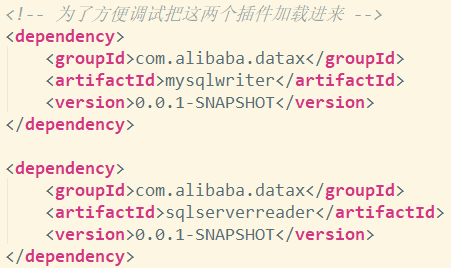 <!-- 为了方便调试把这两个插件加载进来 -->
<dependency>
    <groupId>com.alibaba.datax</groupId>
    <artifactId>mysqlwriter</artifactId>
    <version>0.0.1-SNAPSHOT</version>
</dependency>

<dependency>
    <groupId>com.alibaba.datax</groupId>
    <artifactId>sqlserverreader</artifactId>
    <version>0.0.1-SNAPSHOT</version>
</dependency>